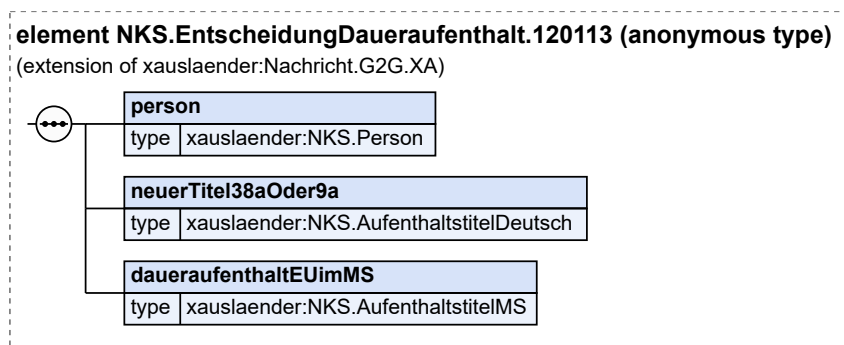 element NKS.EntscheidungDaueraufenthalt.120113 (anonymous type)
(extension of xauslaender:Nachricht.G2G.XA)
person
type xauslaender:NKS.Person
neuerTitel38aOder9a
type xauslaender:NKS.AufenthaltstitelDeutsch
daueraufenthaltEUimMS
type xauslaender:NKS.AufenthaltstitelMS